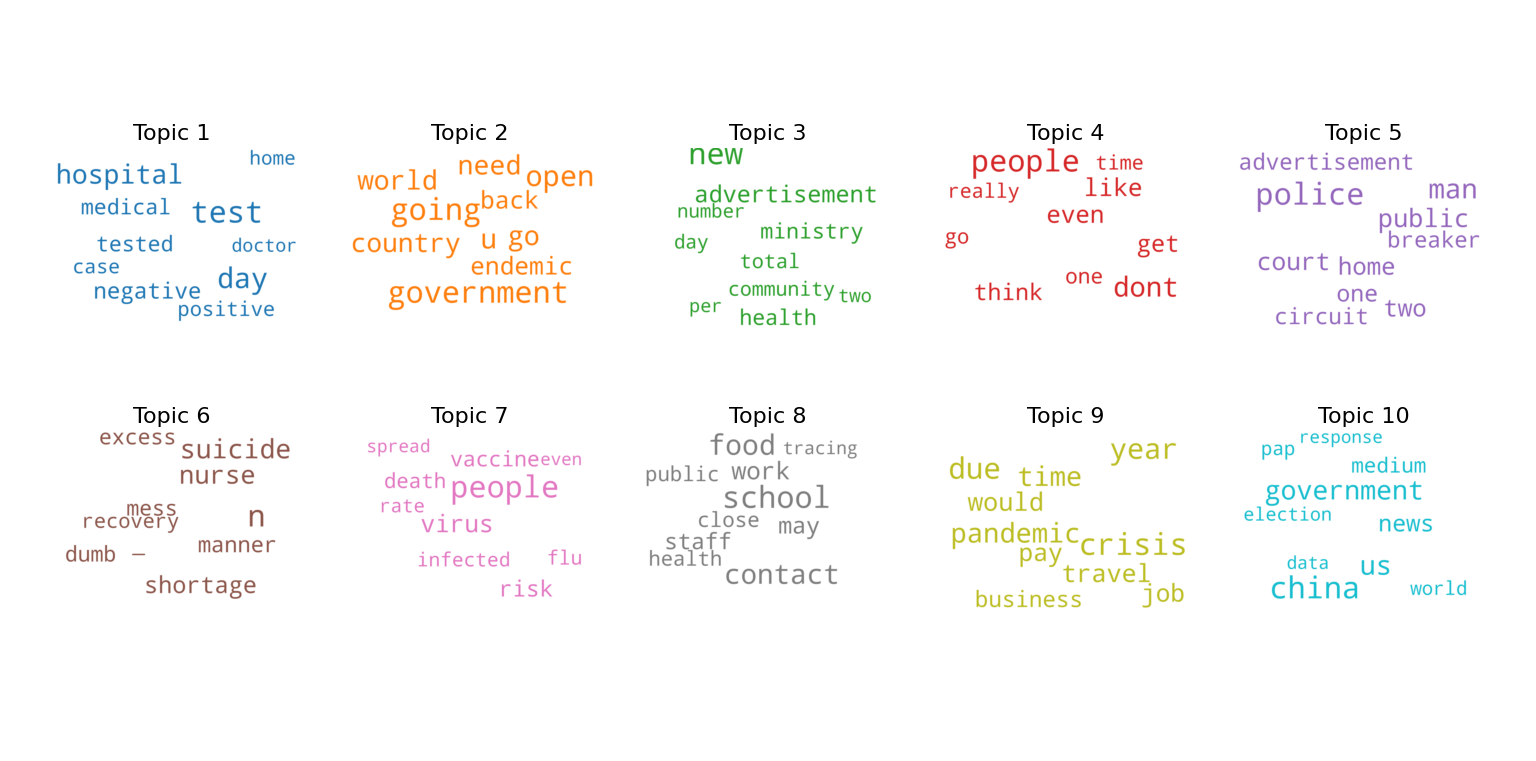 Topic 1
home
hospital
medical test
tested doctor
case
day
negative
positive
Topic 2
need
world open
back
going
country u go
endemic
government
Topic 3
new
advertisement
number
ministry
day
total
community two
per
health
Topic 4
people time
really like
even
go get
one
think dont
Topic 5
advertisement
police man
public
breaker
court home
one
two
circuit
Topic 6
excess
suicide
nurse
mess
recovery n
manner
dumb –
shortage
Topic 7
spread
vaccine even
death people
rate
virus
infected flu
risk
Topic 8
food tracing
public work
school
close may
staff
health
contact
Topic 9
year
due time
would
pandemic
pay crisis
travel
business job
Topic 10
response
pap
medium
government
election news
data us
china world